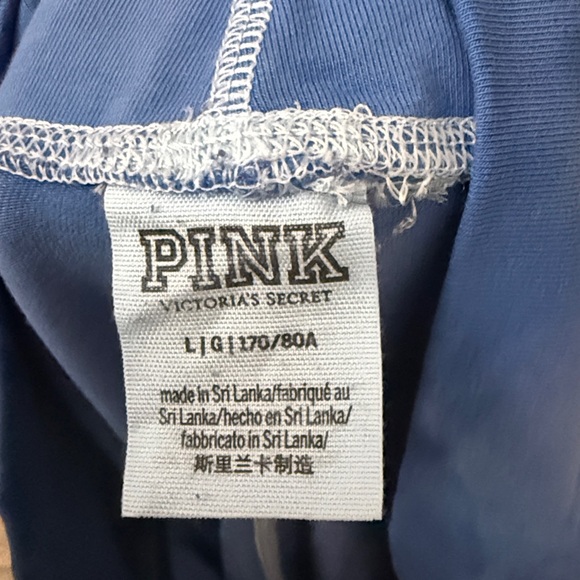 PINK
VICTORIA'S SECRET
L|G|170/80A
made in Sri Lanka/fabriqué au
Sri Lanka/hecho en Sri Lanka/
fabbricato in Sri Lanka/
斯里兰卡制造